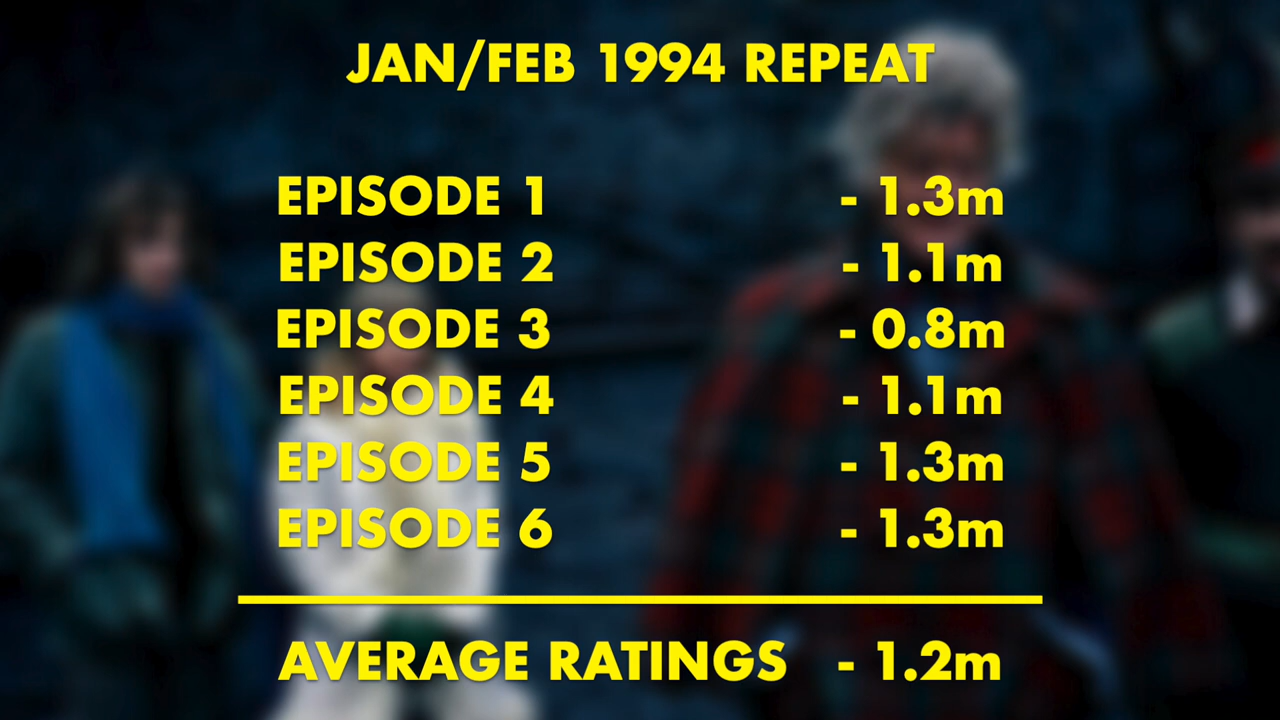 JAN/FEB 1994 REPEAT
EPISODE 1 - 1.3m
EPISODE 2 - 1.1m
EPISODE 3 - 0.8m
EPISODE 4 - 1.1m
EPISODE 5 - 1.3m
EPISODE 6 - 1.3m
AVERAGE RATINGS - 1.2m